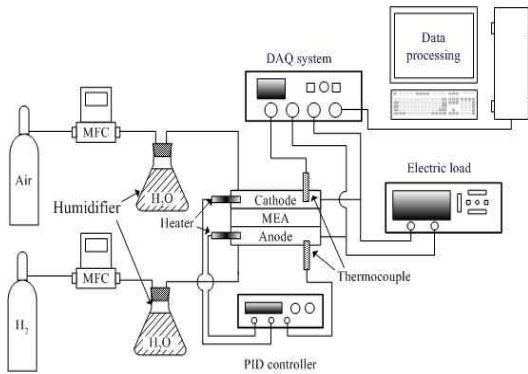 Data
processing
DAQ system
MFC
Air
H2O
Humidifier
Heater
Cathode
MEA
Anode
Electric load
Thermocouple
MFC
H2
H2O
PID controller